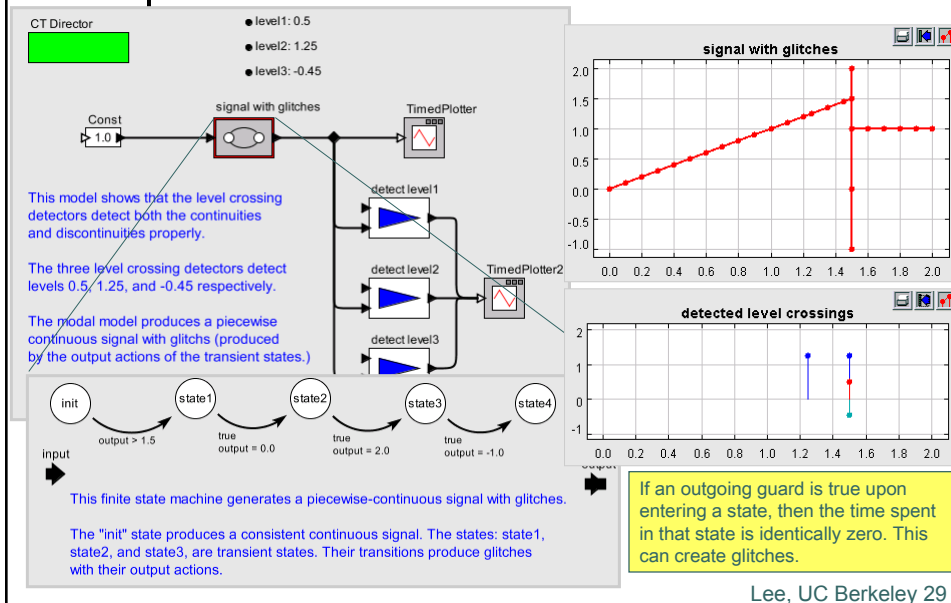 CT Director
level1: 0.5
level2: 1.25
level3: -0.45
Const
1.0
signal with glitches
TimedPlotter
detect level1
detect level2
TimedPlotter2
detect level3
This model shows that the level crossing
detectors detect both the continuities
and discontinuities properly.
The three level crossing detectors detect
levels 0.5, 1.25, and -0.45 respectively.
The modal model produces a piecewise
continuous signal with glitchs (produced
by the output actions of the transient states.)
signal with glitches
2.0
1.5
1.0
0.5
0.0
-0.5
-1.0
0.0 0.2 0.4 0.6 0.8 1.0 1.2 1.4 1.6 1.8 2.0
detected level crossings
2
1
0
-1
0.0 0.2 0.4 0.6 0.8 1.0 1.2 1.4 1.6 1.8 2.0
init
state1
state2
state3
state4
output > 1.5
true
output = 0.0
true
output = 2.0
true
output = -1.0
input
output
This finite state machine generates a piecewise-continuous signal with glitches.
The "init" state produces a consistent continuous signal. The states: state1,
state2, and state3, are transient states. Their transitions produce glitches
with their output actions.
If an outgoing guard is true upon
entering a state, then the time spent
in that state is identically zero. This
can create glitches.
Lee, UC Berkeley 29